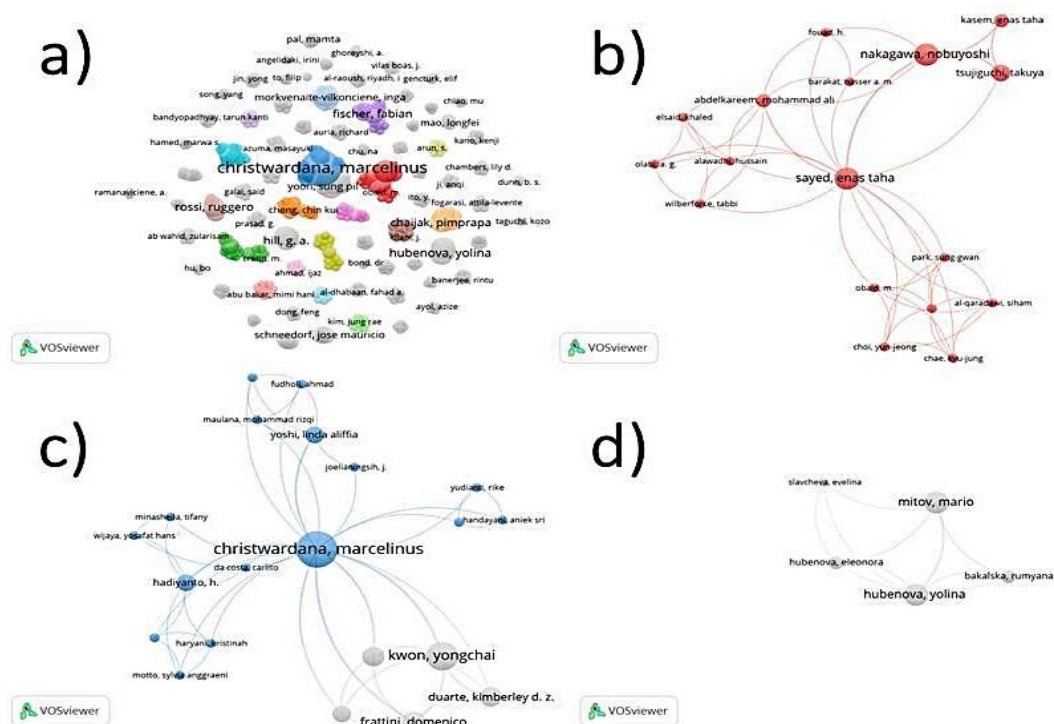 a)
pal, mamta
ghoreyshi, a.
angelidaki, irini
vilas boas, j.
jin, yong
to, filip
al-raoush, riyadh, i
gencturk, elif
song, yang
morkvenaite-vilkonciene, inga
chiao, mu
fischer, fabian
bandyopadhyay, tarun kanti
mao, longfei
auria, richard
hamed, marwa s.
azuma, masayuki
chu, na
arun, s.
kano, kenji
christwardana, marcelinus
chambers, lily d.
yoon, sung pil
obaid, m.
ji, anqi
dunn, b. s.
ramanaviciene, a.
galal, said
ito, y.
fogarasi, attila-levente
rossi, ruggero
cheng, chin kui
chaijak, pimprapa
taguchi, kozo
prasad, g.
ab wahid, zularisam
hill, g. a.
hubenova, yolina
hu, bo
bond, dr.
ahmad, ijaz
banerjee, rintu
abu bakar, mimi hani
al-dhabaan, fahad a.
dong, feng
ayol, azize
kim, jung rae
schneedorf, jose mauricio
VOSviewer
b)
kasem, enas taha
fouad, h.
nakagawa, nobuyoshi
tsujiguchi, takuya
barakat, nasser a. m.
abdelkareem, mohammad ali
elsaid, khaled
olabi, a. g.
alawadhi, hussain
sayed, enas taha
wilberforce, tabbi
park, sung-gwan
obaid, m.
al-qaradawi, siham
choi, yun-jeong
chae, kyu-jung
VOSviewer
c)
fudholi, ahmad
maulana, mohammad rizqi
yoshi, linda aliffia
joelianingsih, j.
yudianti, rike
handayani, aniek sri
minasheila, tifany
wijaya, yosafat hans
christwardana, marcelinus
da costa, carlito
hadiyanto, h.
haryani, kristinah
kwon, yongchai
motto, sylvia anggraeni
duarte, kimberley d. z.
frattini, domenico
VOSviewer
d)
slavcheva, evelina
mitov, mario
hubenova, eleonora
bakalska, rumyana
hubenova, yolina
VOSviewer